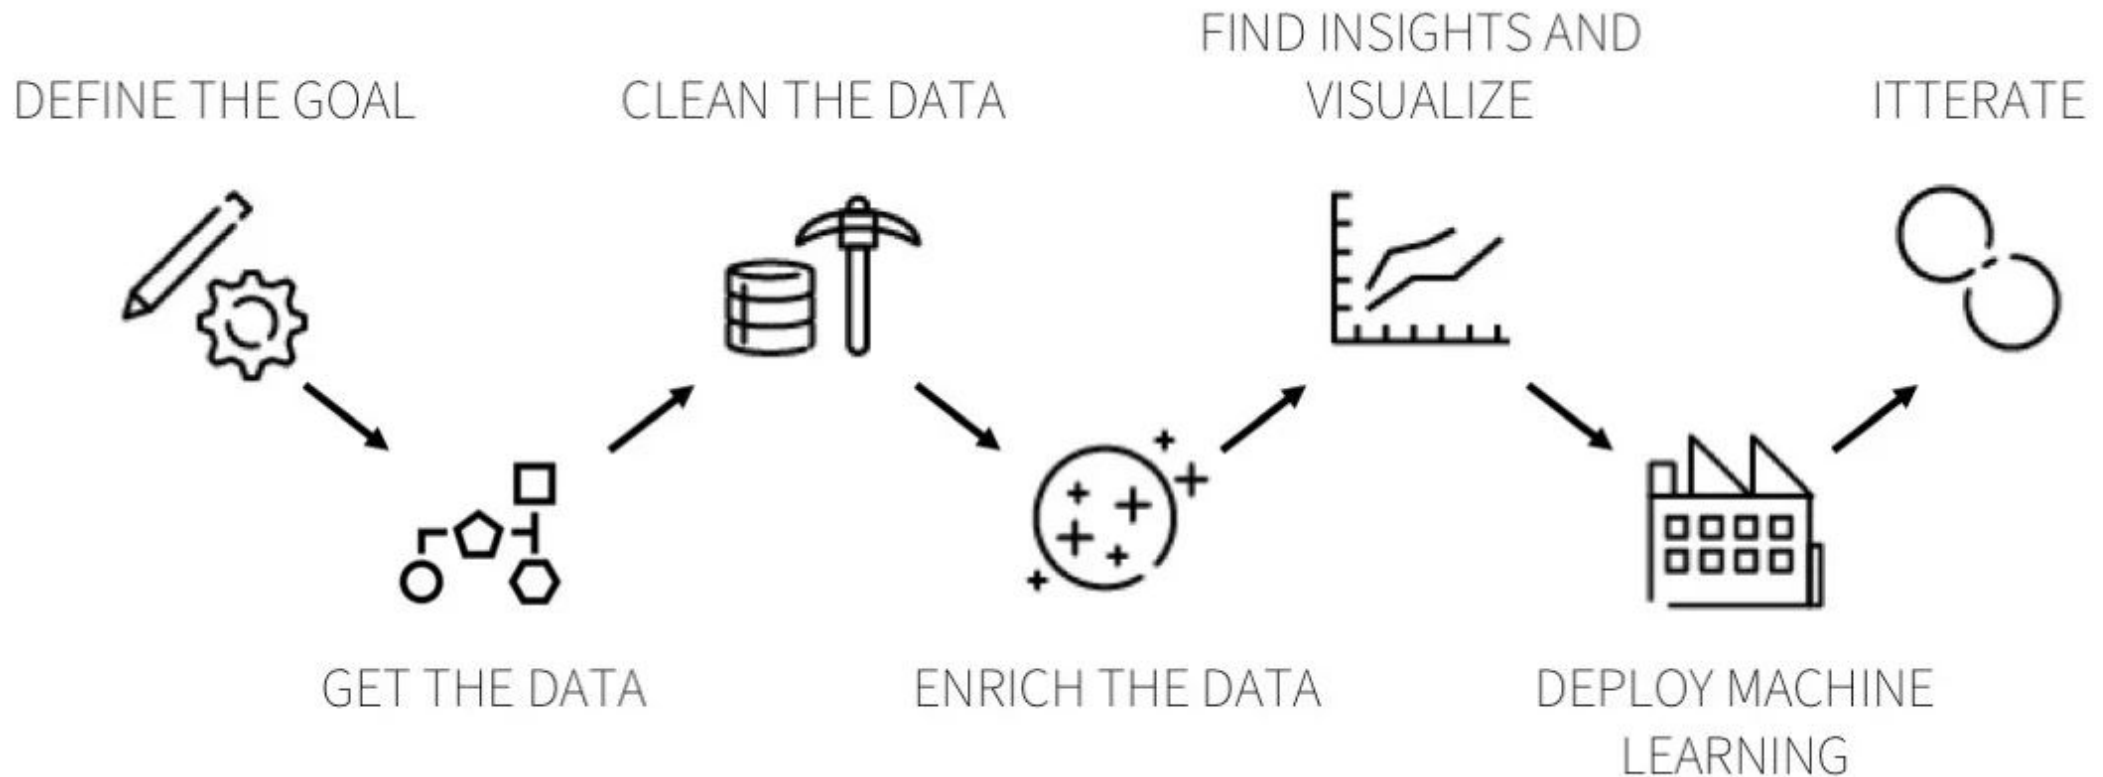 DEFINE THE GOAL
GET THE DATA
CLEAN THE DATA
ENRICH THE DATA
FIND INSIGHTS AND
VISUALIZE
DEPLOY MACHINE
LEARNING
ITTERATE